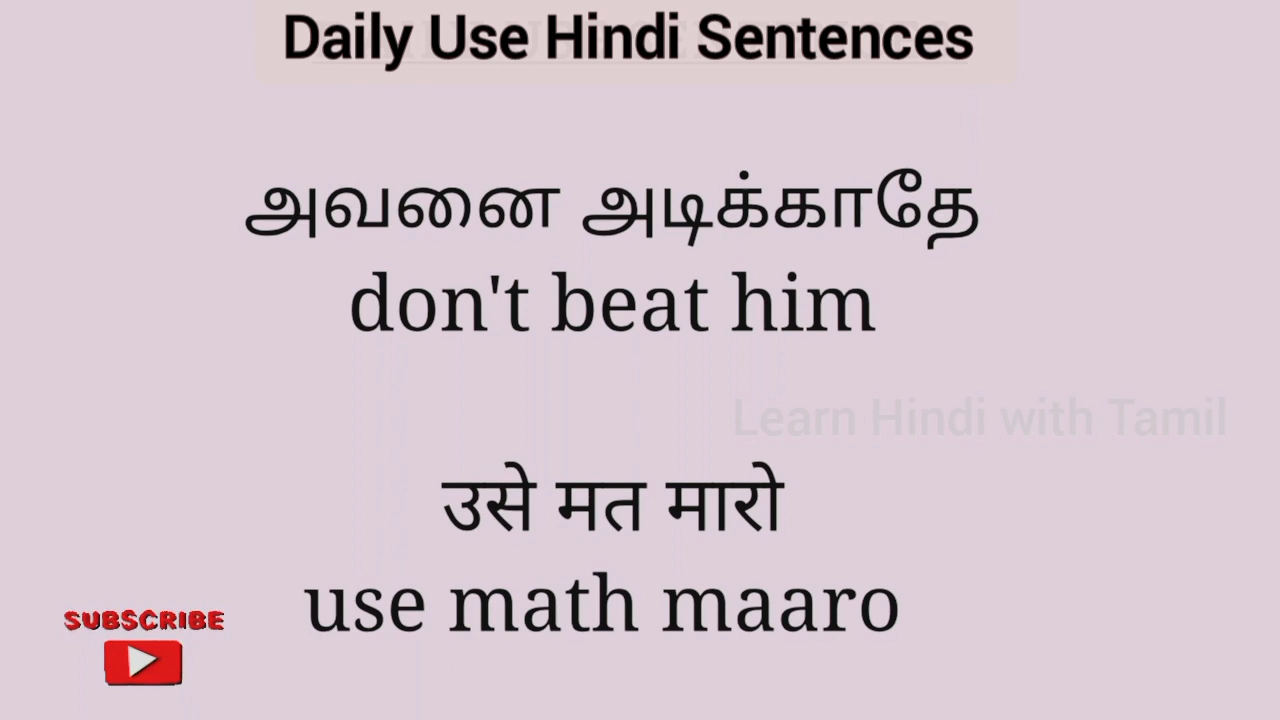 Daily Use Hindi Sentences
அவனை அடிக்காதே
don't beat him
Learn Hindi with Tamil
उसे मत मारो
use math maaro
SUBSCRIBE